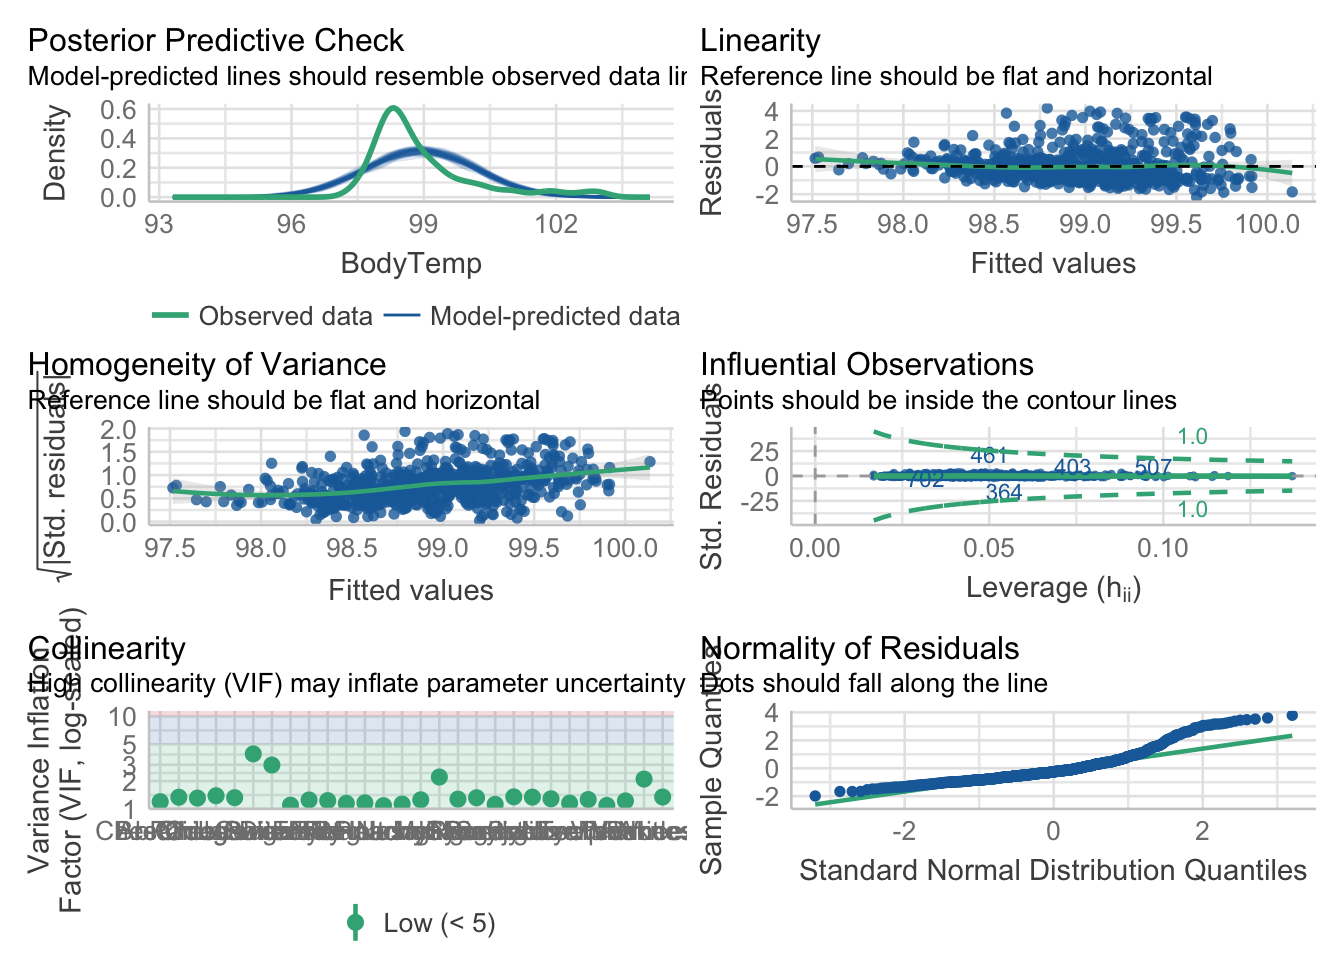 Posterior Predictive Check
Model-predicted lines should resemble observed data lin
Density
0.6
0.4
0.2
0.0
93 96 99 102
BodyTemp
Observed data
Model-predicted data
Linearity
Reference line should be flat and horizontal
Residuals
4
2
0
-2
97.5 98.0 98.5 99.0 99.5 100.0
Fitted values
Homogeneity of Variance
Reference line should be flat and horizontal
√|Std. residuals|
2.0
1.5
1.0
0.5
0.0
97.5 98.0 98.5 99.0 99.5 100.0
Fitted values
Influential Observations
Points should be inside the contour lines
Std. Residuals
25
0
-25
1.0
461
403
507
702
364
1.0
0.00 0.05 0.10
Leverage (hii)
Collinearity
High collinearity (VIF) may inflate parameter uncertainty
Variance Inflation
Factor (VIF, log-scaled)
10
5
3
2
1
Low (< 5)
Normality of Residuals
Dots should fall along the line
Sample Quantiles
4
2
0
-2
-2 0 2
Standard Normal Distribution Quantiles